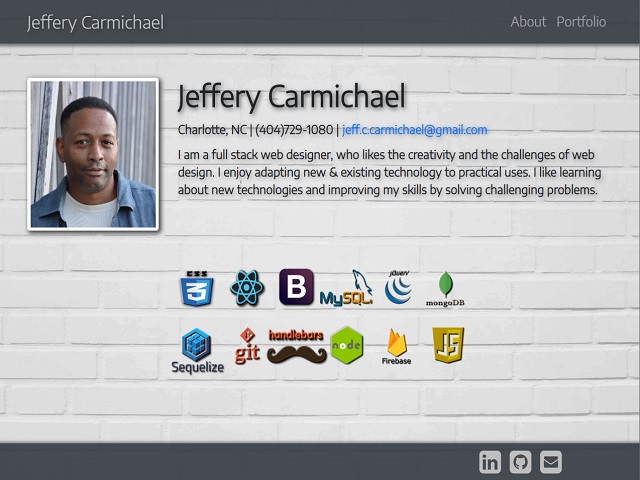 Jeffery Carmichael
About Portfolio
Jeffery Carmichael
Charlotte, NC | (404)729-1080 | jeff.c.carmichael@gmail.com
I am a full stack web designer, who likes the creativity and the challenges of web
design. I enjoy adapting new & existing technology to practical uses. I like learning
about new technologies and improving my skills by solving challenging problems.
CSS
3
B
MySQL
jQuery
mongoDB
Sequelize
git
handlebars
node
Firebase
JS
in